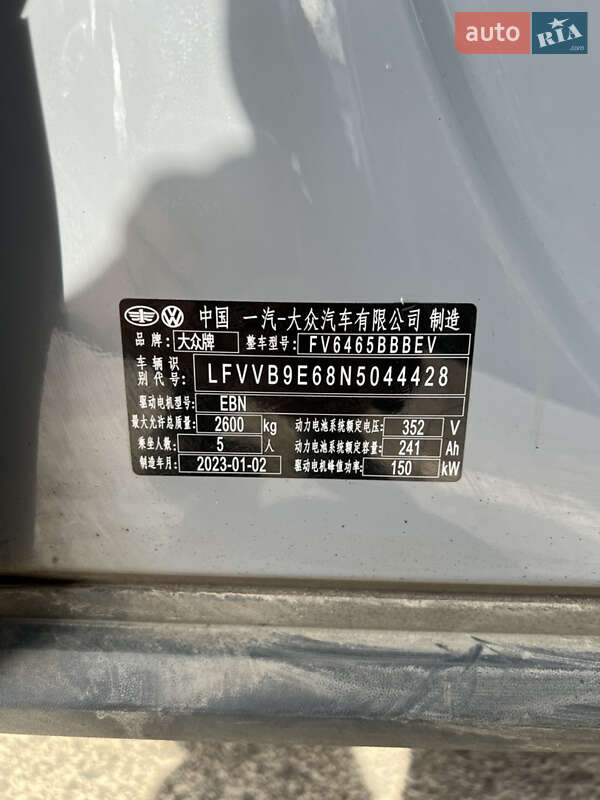 auto RIA .com
中国 一汽-大众汽车有限公司 制造
品 牌: 大众牌 整车型号: FV6465BBBEV
车辆识别代号: LFVVB9E68N5044428
驱动电机型号: EBN
最大允许总质量: 2600 kg 动力电池系统额定电压: 352 V
乘坐人数: 5 人 动力电池系统额定容量: 241 Ah
制造年月: 2023-01-02 驱动电机峰值功率: 150 kW